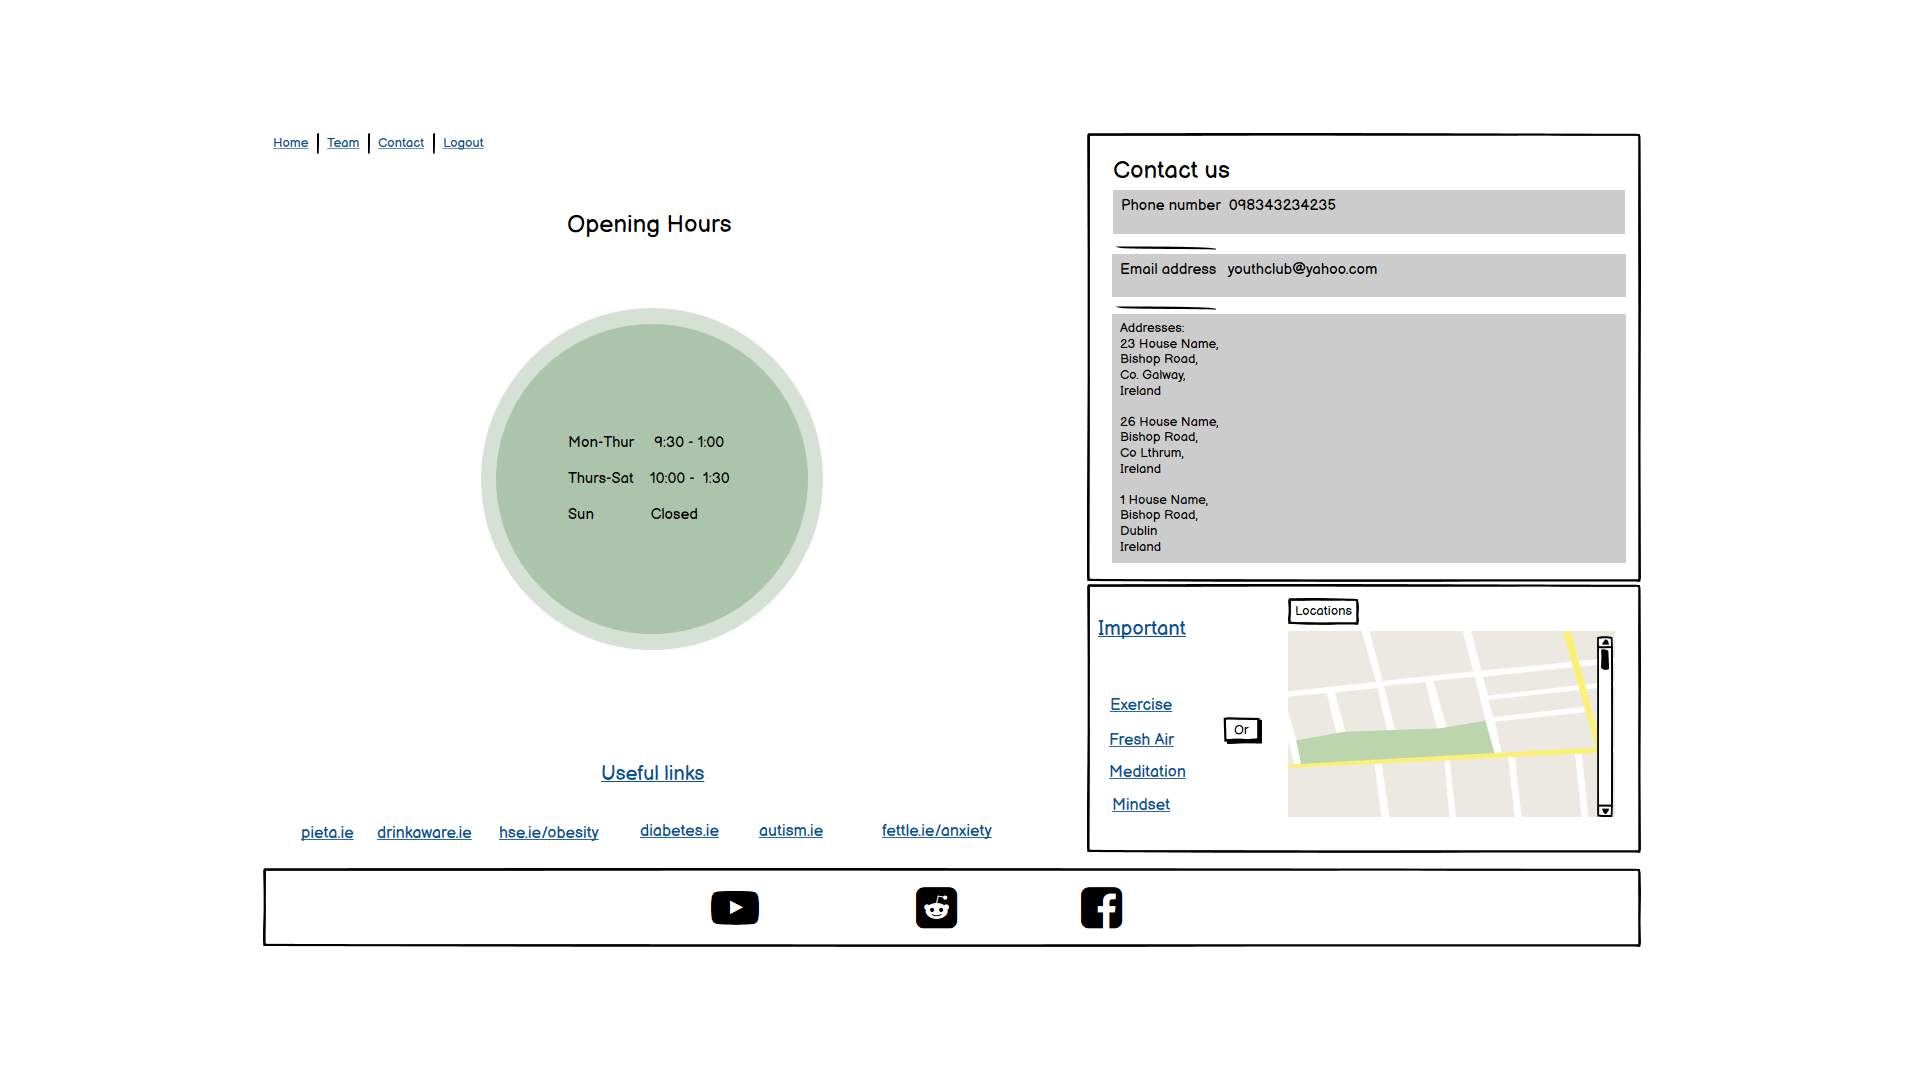 Home Team Contact Logout
Opening Hours
Mon-Thur 9:30 - 1:00
Thurs-Sat 10:00 - 1:30
Sun Closed
Useful links
pieta.ie drinkaware.ie hse.ie/obesity diabetes.ie autism.ie fettle.ie/anxiety
Contact us
Phone number 098343234235
Email address youthclub@yahoo.com
Addresses:
23 House Name,
Bishop Road,
Co. Galway,
Ireland
26 House Name,
Bishop Road,
Co Lthrum,
Ireland
1 House Name,
Bishop Road,
Dublin
Ireland
Important
Exercise
Fresh Air
Meditation
Mindset
Or
Locations